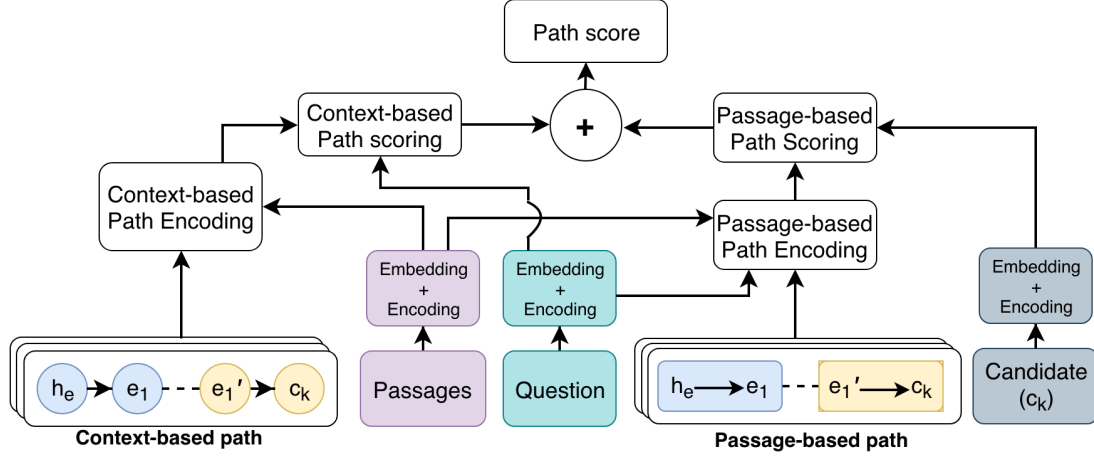 Path score
Context-based
Path scoring
+
Passage-based
Path Scoring
Context-based
Path Encoding
Passage-based
Path Encoding
Embedding
+
Encoding
Embedding
+
Encoding
Embedding
+
Encoding
h_e e_1 e_1' c_k
Passages
Question
h_e e_1 e_1' c_k
Candidate
(c_k)
Context-based path
Passage-based path